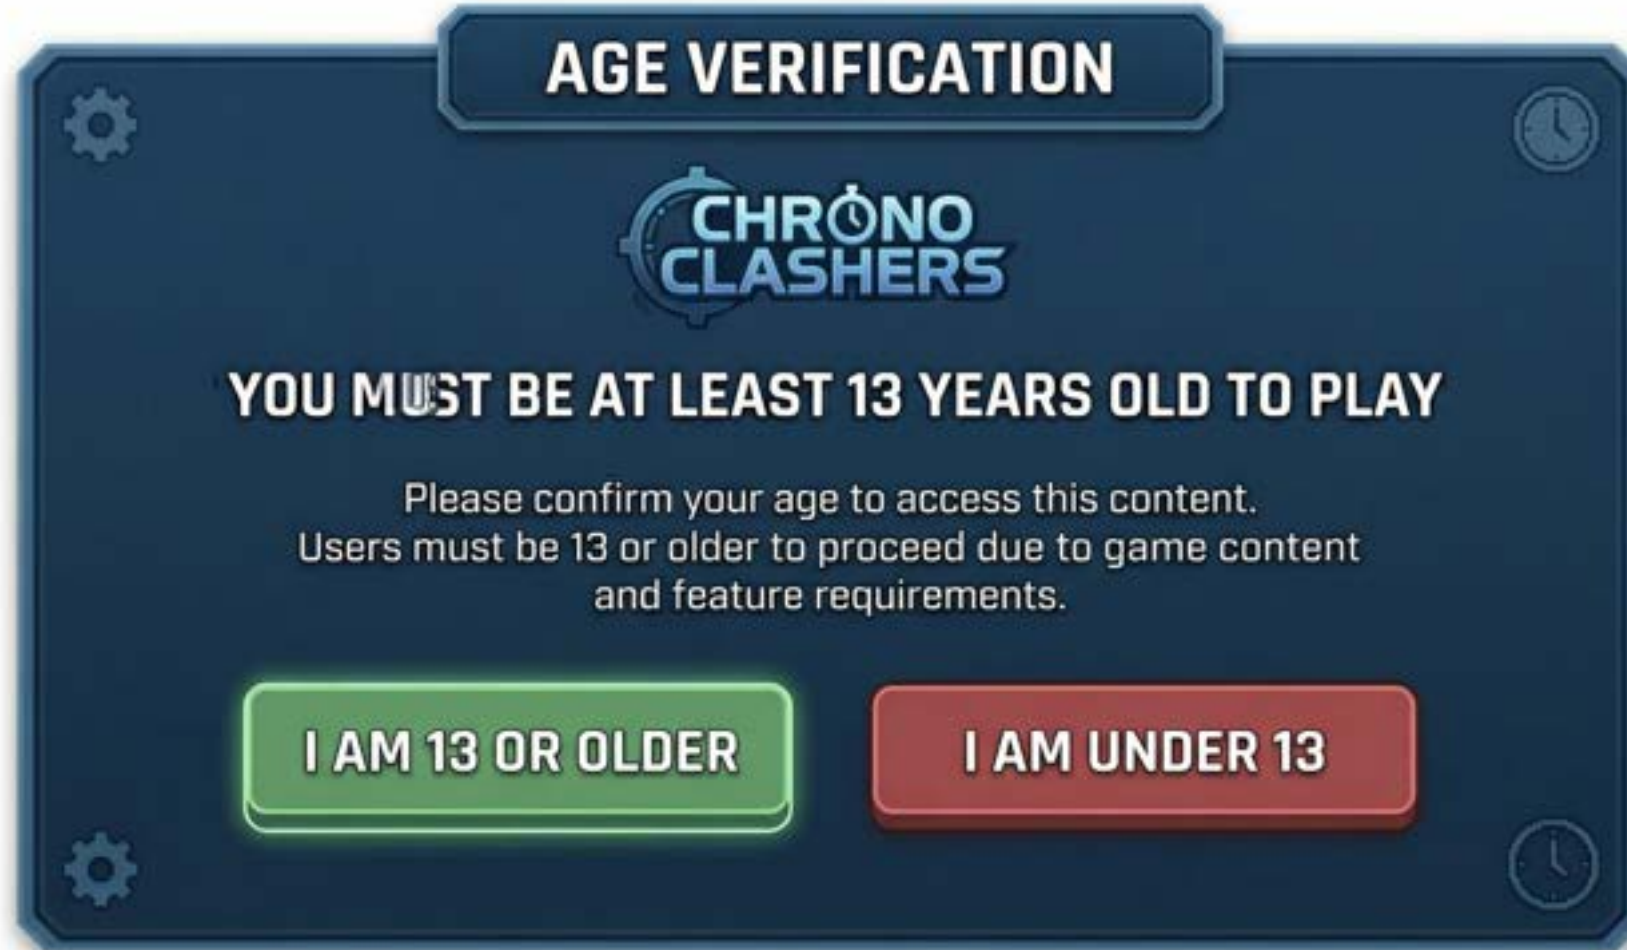 AGE VERIFICATION
CHRONO
CLASHERS
YOU MUST BE AT LEAST 13 YEARS OLD TO PLAY
Please confirm your age to access this content.
Users must be 13 or older to proceed due to game content
and feature requirements.
I AM 13 OR OLDER
I AM UNDER 13